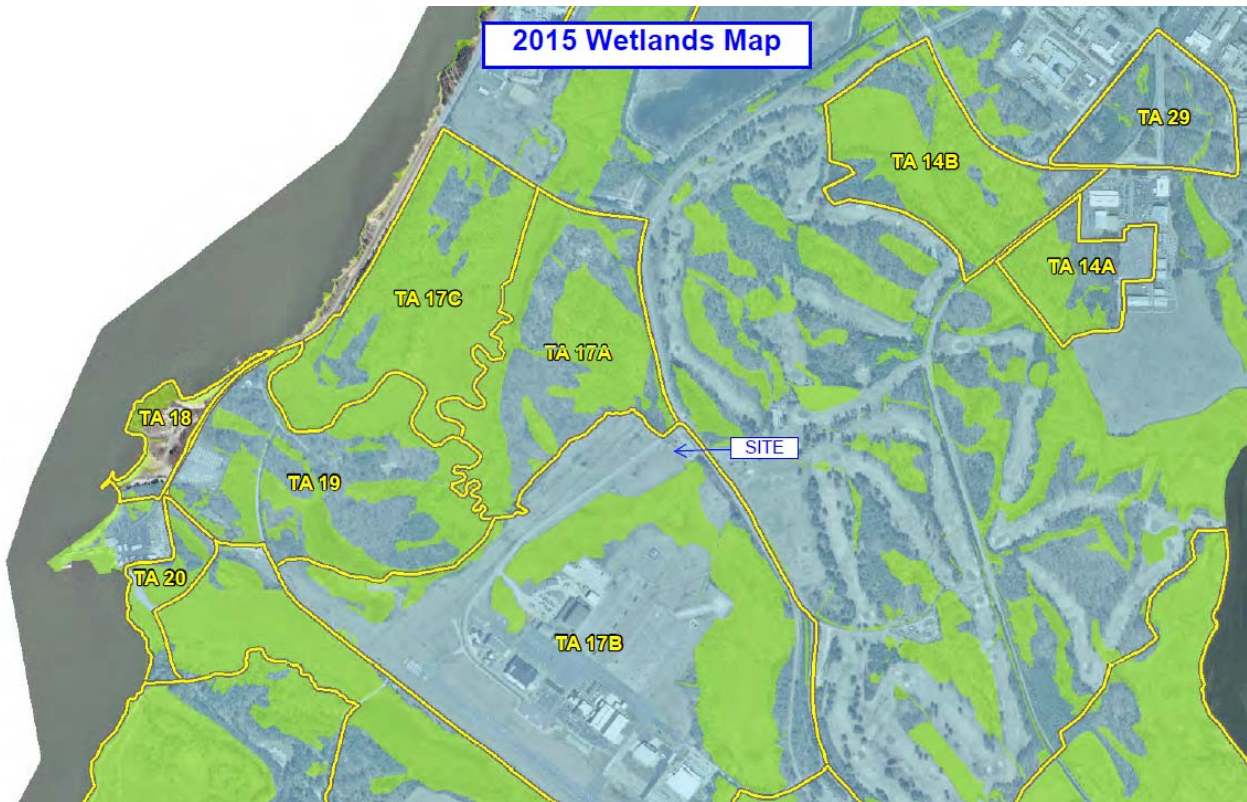 2015 Wetlands Map
TA 29
TA 14B
TA 14A
TA 17C
TA 17A
TA 18
SITE
TA 19
TA 20
TA 17B